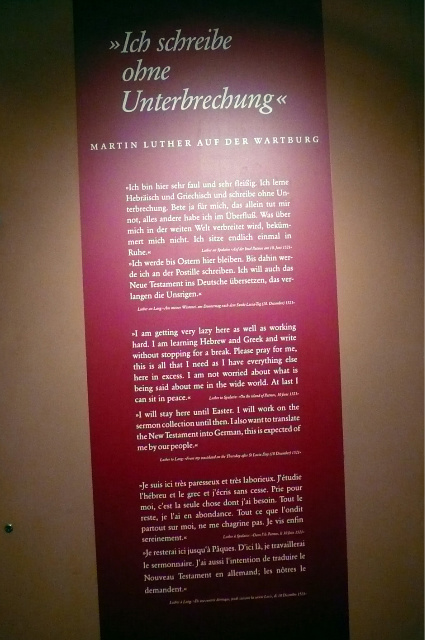 »Ich schreibe
ohne
Unterbrechung«
MARTIN LUTHER AUF DER WARTBURG
»Ich bin hier sehr faul und sehr fleißig. Ich lerne
Hebräisch und Griechisch und schreibe ohne Un-
terbrechung. Bete ja für mich, das allein tut mir
not, alles andere habe ich im Überfluß. Was über
mich in der weiten Welt verbreitet wird, beküm-
mert mich nicht. Ich sitze endlich einmal in
Ruhe.«
»Ich werde bis Ostern hier bleiben. Bis dahin wer-
de ich an der Postille schreiben. Ich will auch das
Neue Testament ins Deutsche übersetzen, das ver-
langen die Unsrigen.«
»I am getting very lazy here as well as working
hard. I am learning Hebrew and Greek and write
without stopping for a break. Please pray for me,
this is all that I need as I have everything else
here in excess. I am not worried about what is
being said about me in the wide world. At last I
can sit in peace.«
»I will stay here until Easter. I will work on the
sermon collection until then. I also want to translate
the New Testament into German, this is expected of
me by our people.«
»Je suis ici très paresseux et très laborieux. J'étudie
l'hébreu et le grec et j'écris sans cesse. Prie pour
moi, c'est la seule chose dont j'ai besoin. Tout le
reste, je l'ai en abondance. Tout ce que l'on dit
partout sur moi, ne me chagrine pas. Je vis enfin
sereinement.«
»Je resterai ici jusqu'à Pâques. D'ici là, je travaillerai
le sermonnaire. J'ai aussi l'intention de traduire le
Nouveau Testament en allemand; les nôtres le
demandent.«